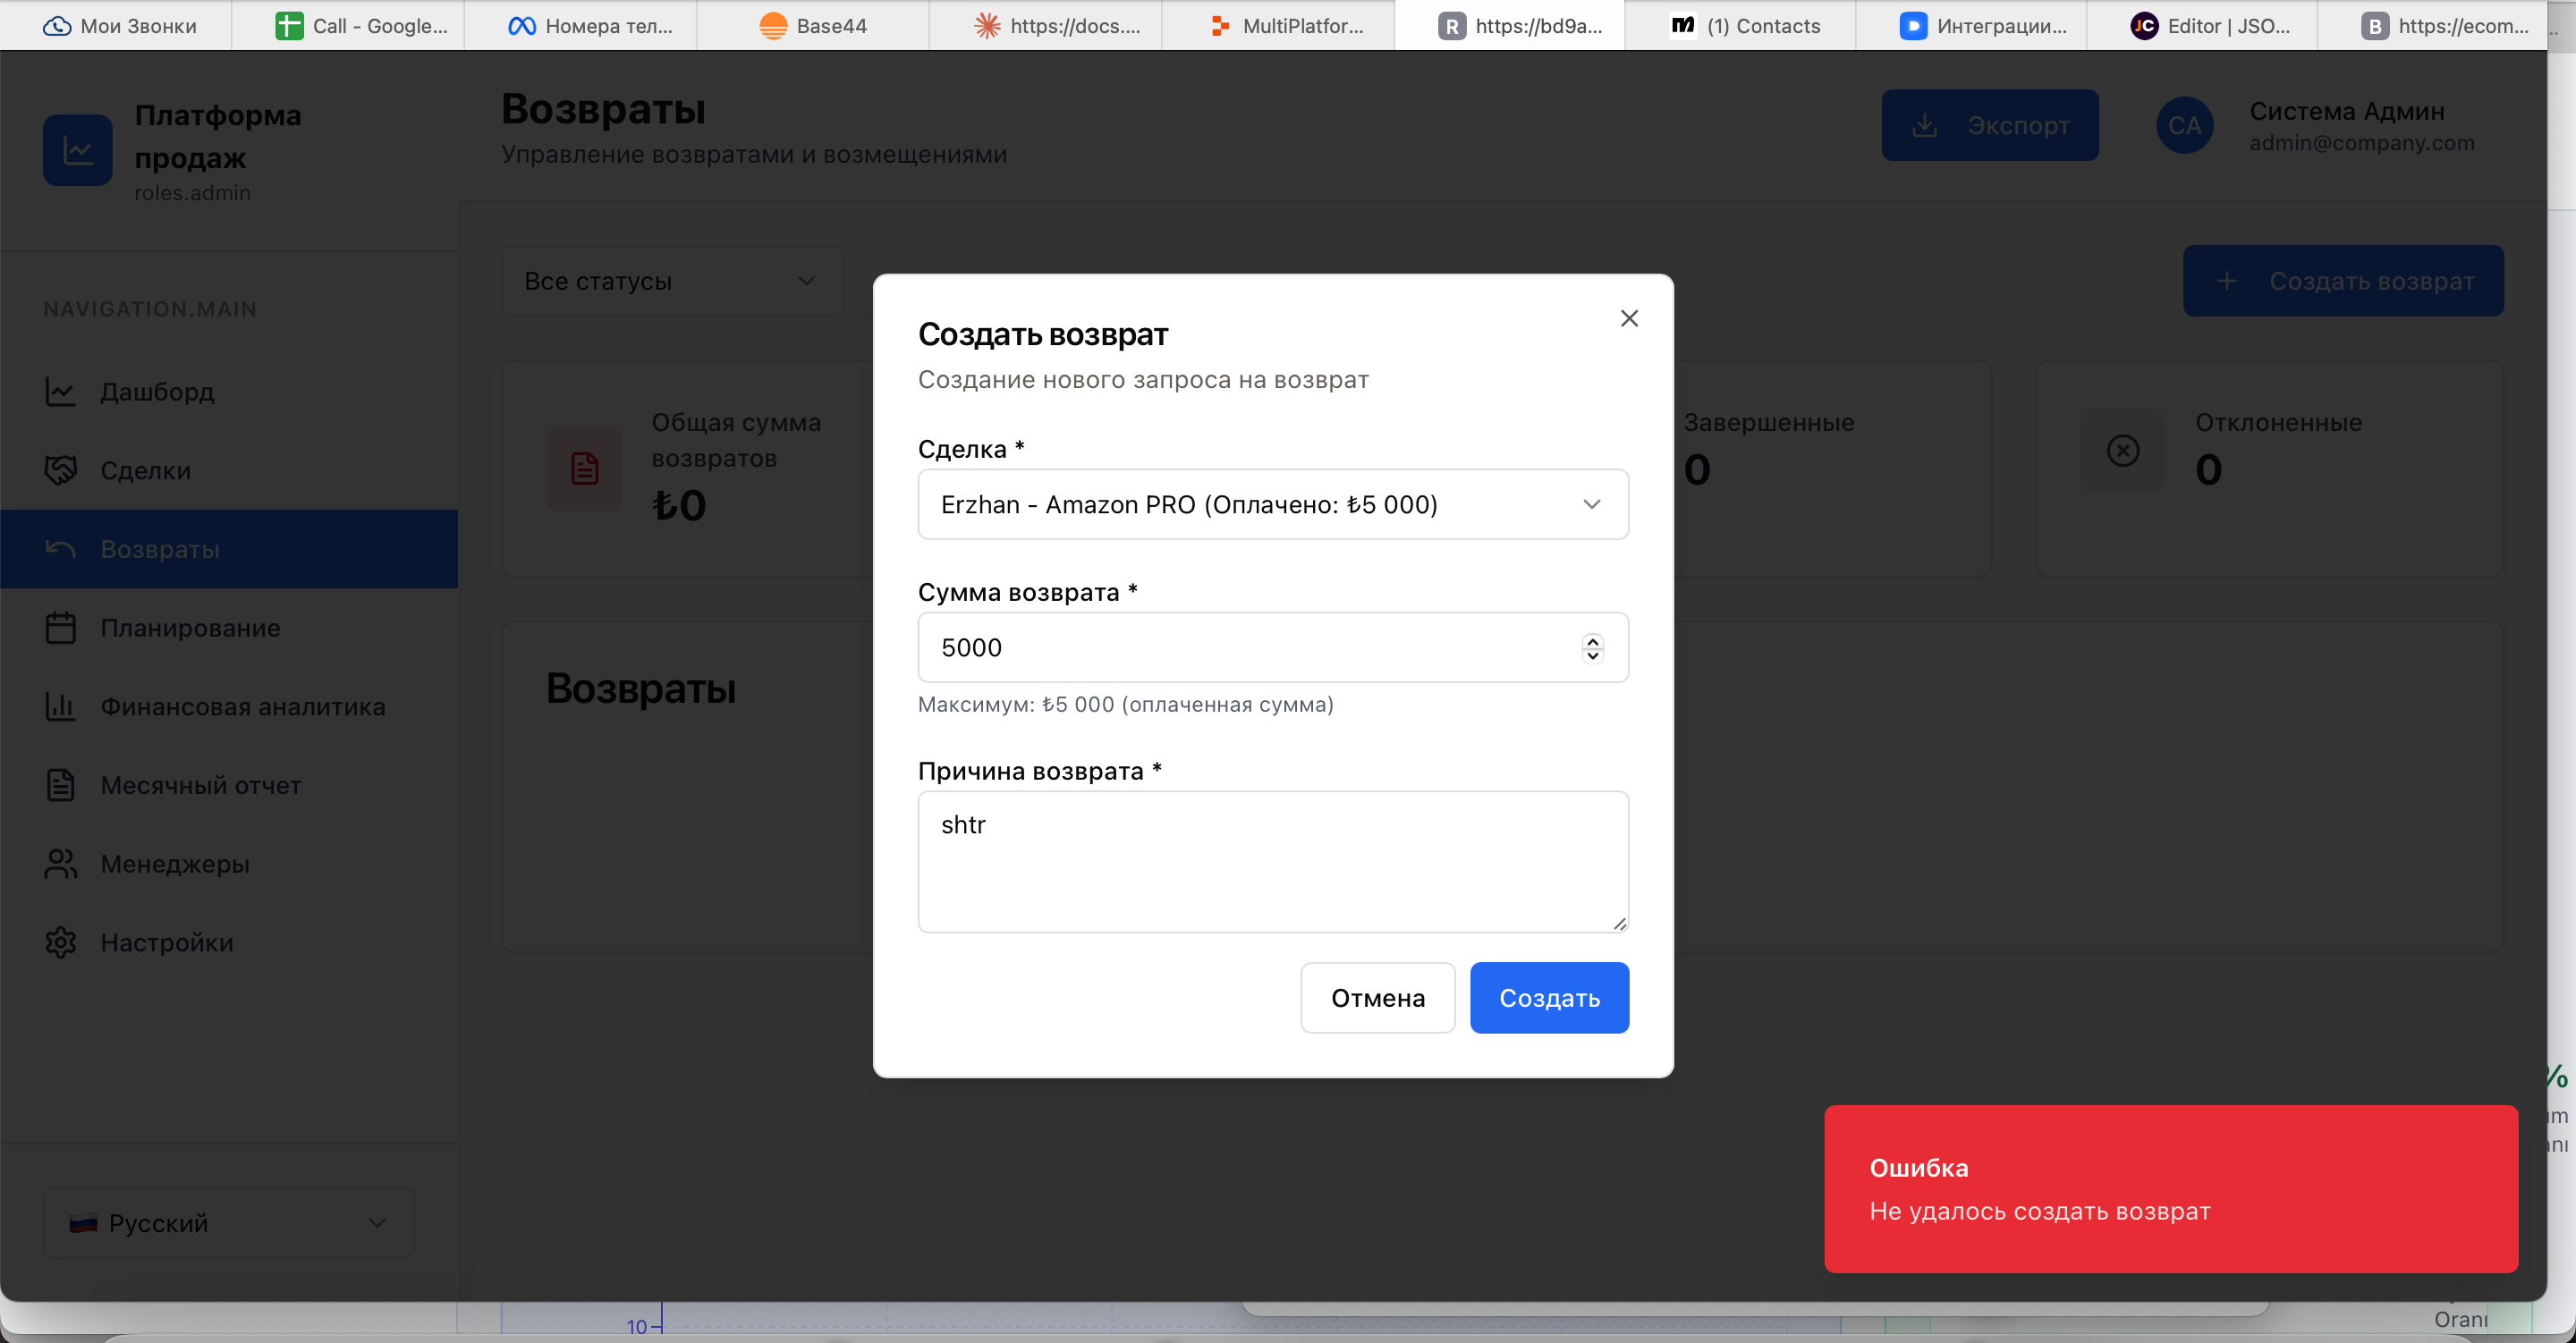 Мои Звонки
Call - Google...
Номера тел...
Base44
https://docs....
MultiPlatfor...
R https://bd9a...
(1) Contacts
Интеграции...
JC Editor | JSO...
B https://ecom...
Платформа
продаж
roles.admin
Возвраты
Управление возвратами и возмещениями
Экспорт
СА
Система Админ
admin@company.com
NAVIGATION.MAIN
Дашборд
Сделки
Возвраты
Планирование
Финансовая аналитика
Месячный отчет
Менеджеры
Настройки
Русский
Все статусы
+ Создать возврат
Общая сумма
возвратов
₺0
Завершенные
0
Отклоненные
0
Возвраты
Создать возврат
Создание нового запроса на возврат
Сделка *
Erzhan - Amazon PRO (Оплачено: ₺5 000)
Сумма возврата *
5000
Максимум: ₺5 000 (оплаченная сумма)
Причина возврата *
shtr
Отмена
Создать
Ошибка
Не удалось создать возврат
%
10